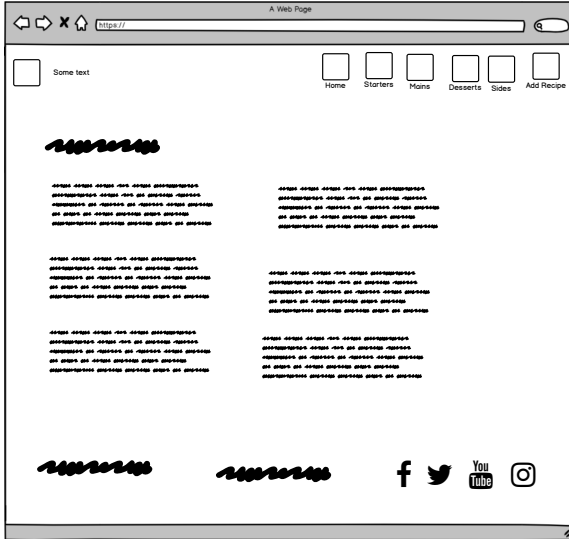 A Web Page
https://
Some text
Home
Starters
Mains
Desserts
Sides
Add Recipe
You
Tube